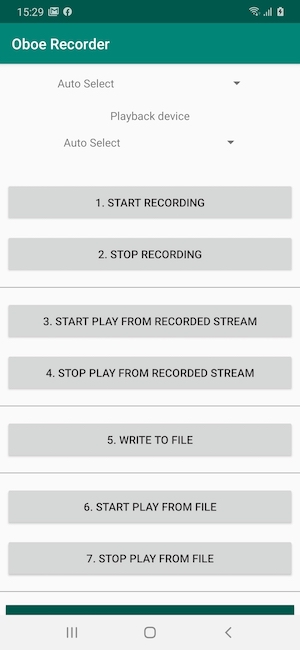 15:29
Oboe Recorder
Auto Select
Playback device
Auto Select
1. START RECORDING
2. STOP RECORDING
3. START PLAY FROM RECORDED STREAM
4. STOP PLAY FROM RECORDED STREAM
5. WRITE TO FILE
6. START PLAY FROM FILE
7. STOP PLAY FROM FILE